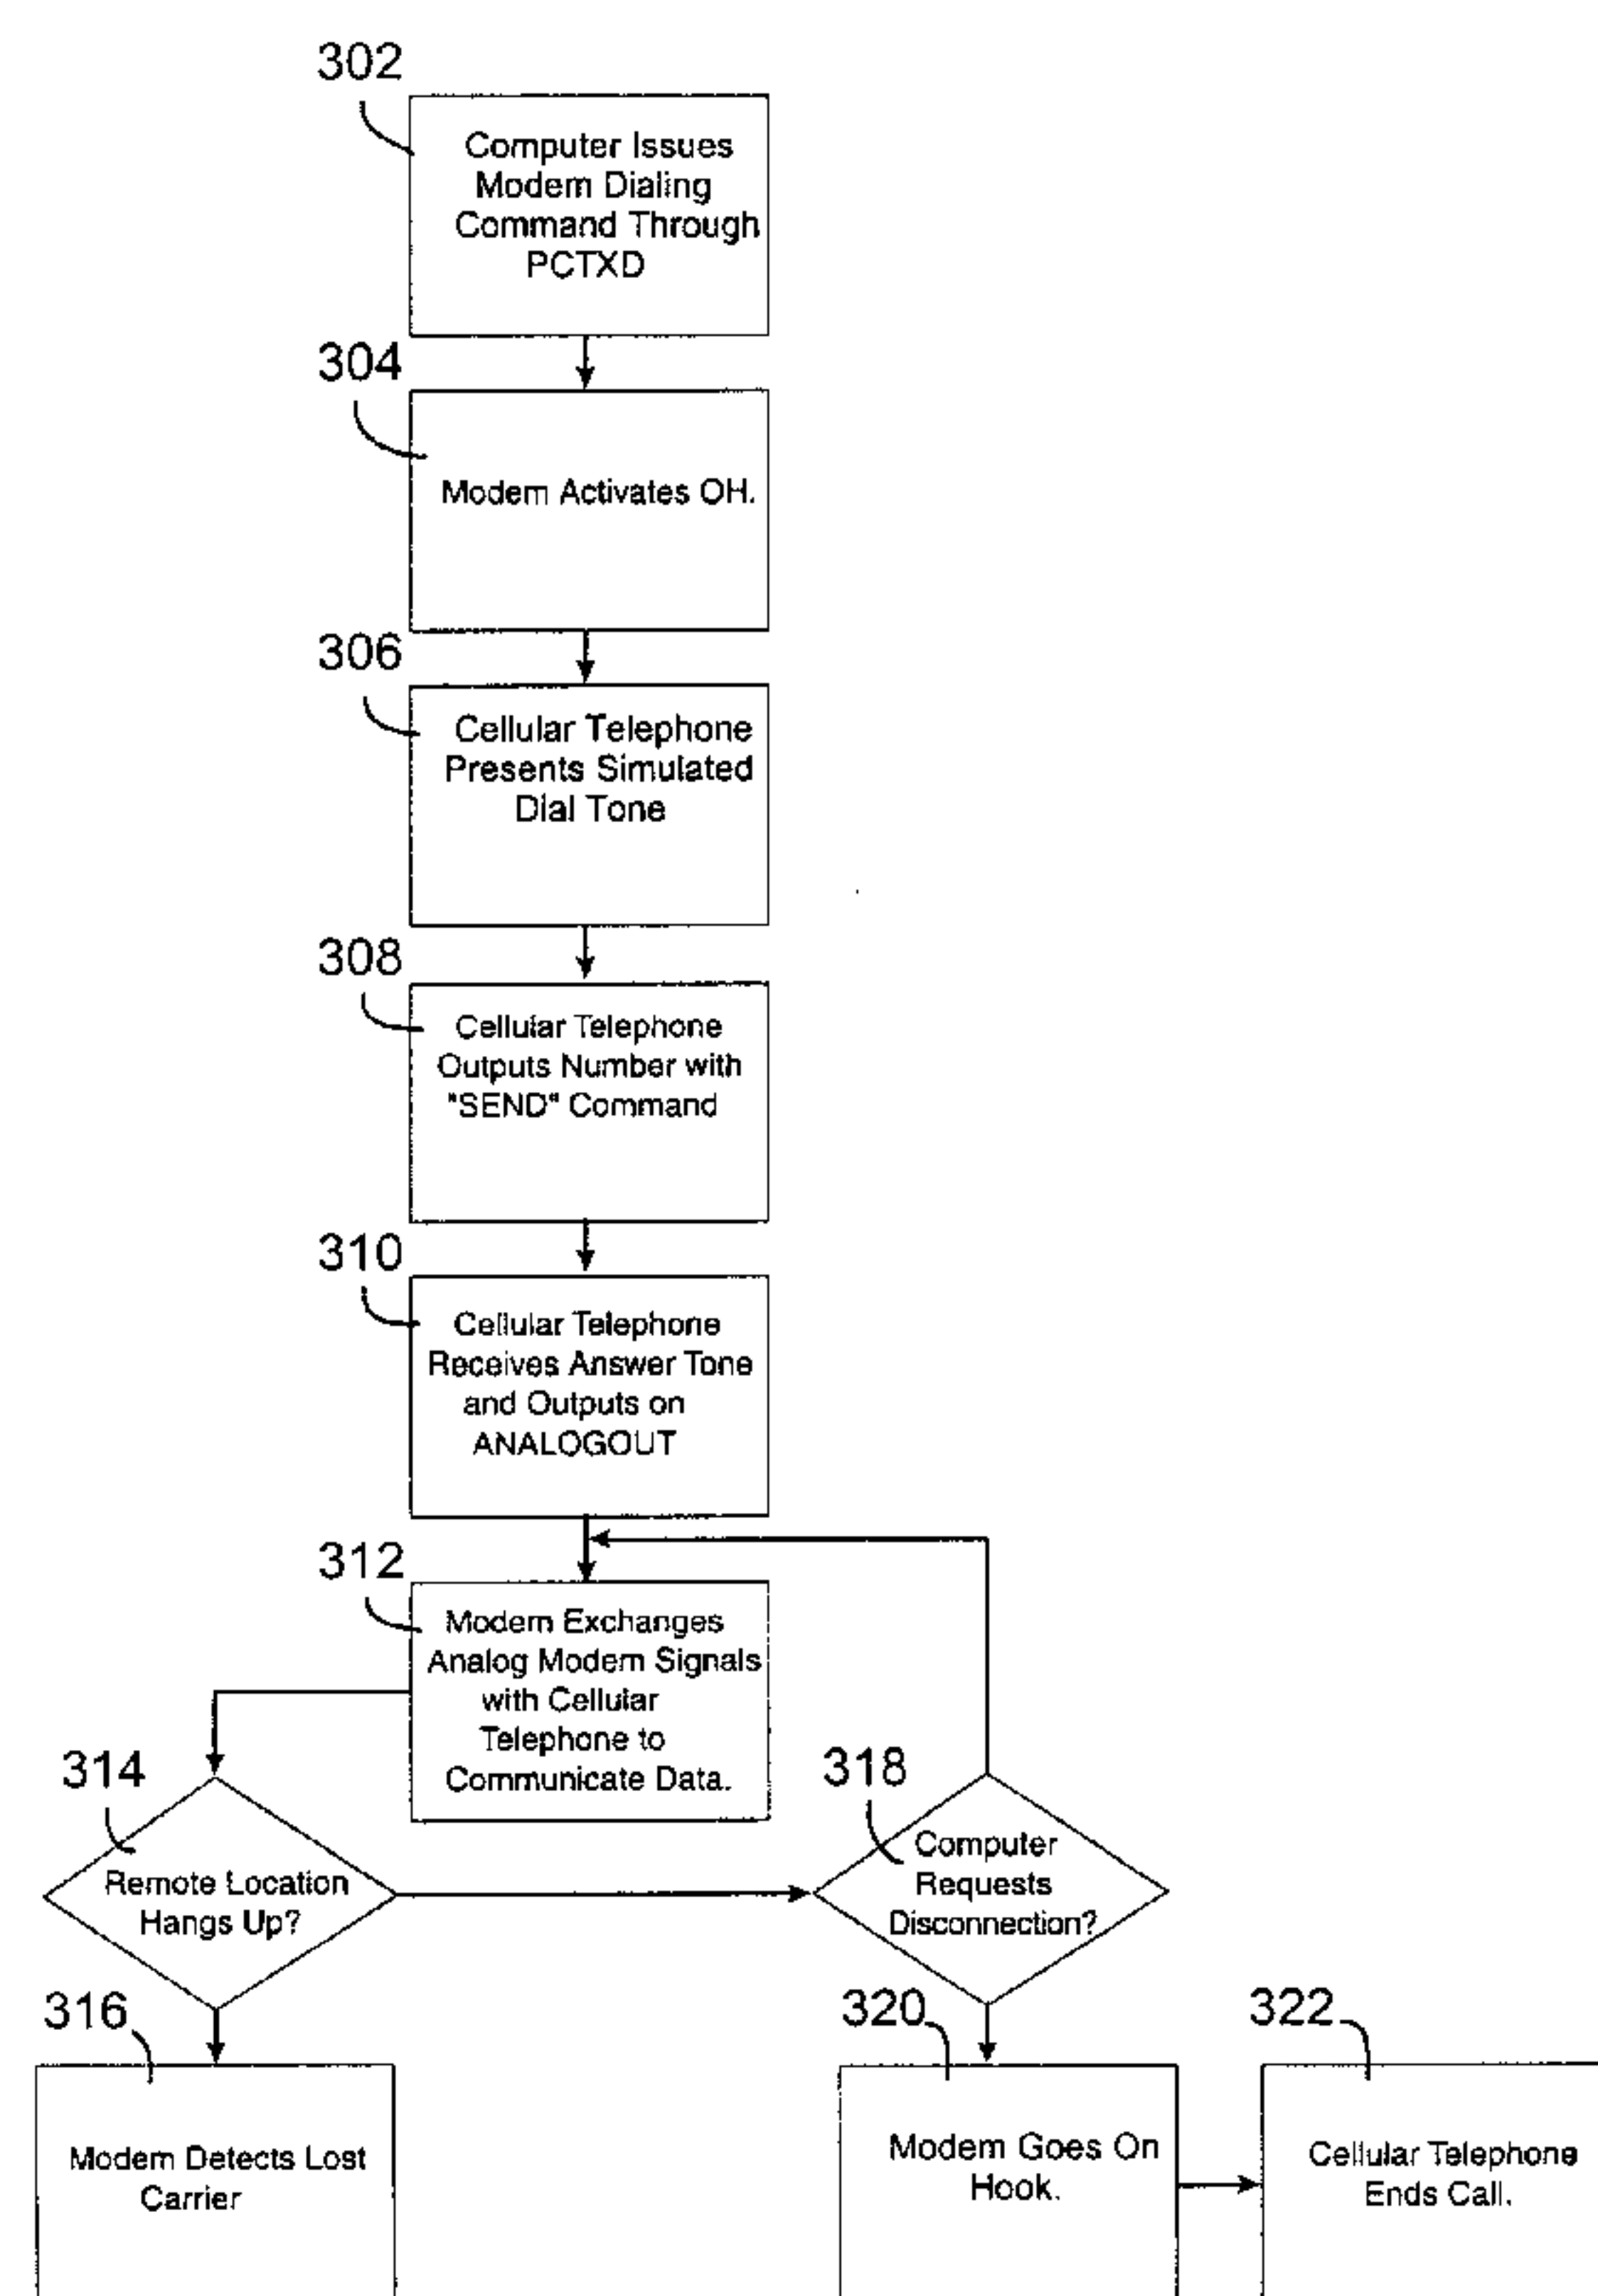 302
Computer Issues
Modem Dialing
Command Through
PCTXD
304
Modem Activates OH.
306
Cellular Telephone
Presents Simulated
Dial Tone
308
Cellular Telephone
Outputs Number with
"SEND" Command
310
Cellular Telephone
Receives Answer Tone
and Outputs on
ANALOGOUT
312
Modem Exchanges
Analog Modem Signals
with Cellular
Telephone to
Communicate Data.
314
Remote Location
Hangs Up?
318
Computer
Requests
Disconnection?
316
Modem Detects Lost
Carrier
320
Modem Goes On
Hook.
322
Cellular Telephone
Ends Call.